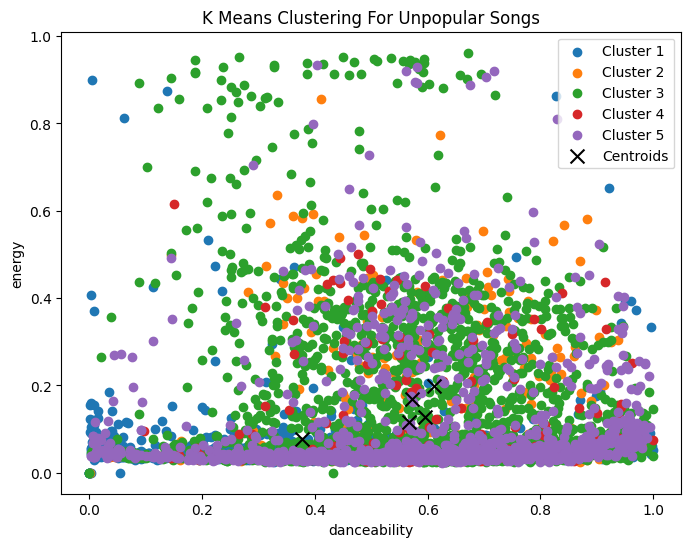 K Means Clustering For Unpopular Songs
1.0
0.8
0.6
0.4
0.2
0.0
energy
Cluster 1
Cluster 2
Cluster 3
Cluster 4
Cluster 5
Centroids
0.0 0.2 0.4 0.6 0.8 1.0
danceability